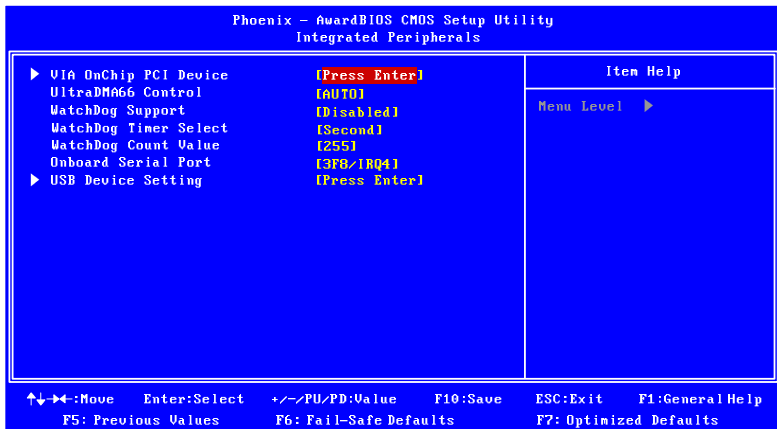 Phoenix – AwardBIOS CMOS Setup Utility
Integrated Peripherals
▶ VIA OnChip PCI Device [Press Enter]
UltraDMA66 Control [AUTO]
WatchDog Support [Disabled]
WatchDog Timer Select [Second]
WatchDog Count Value [255]
Onboard Serial Port [3F8/IRQ4]
▶ USB Device Setting [Press Enter]
Item Help
Menu Level ▶
↑↓→←:Move Enter:Select +/-/PU/PD:Value F10:Save ESC:Exit F1:General Help
F5: Previous Values F6: Fail-Safe Defaults F7: Optimized Defaults